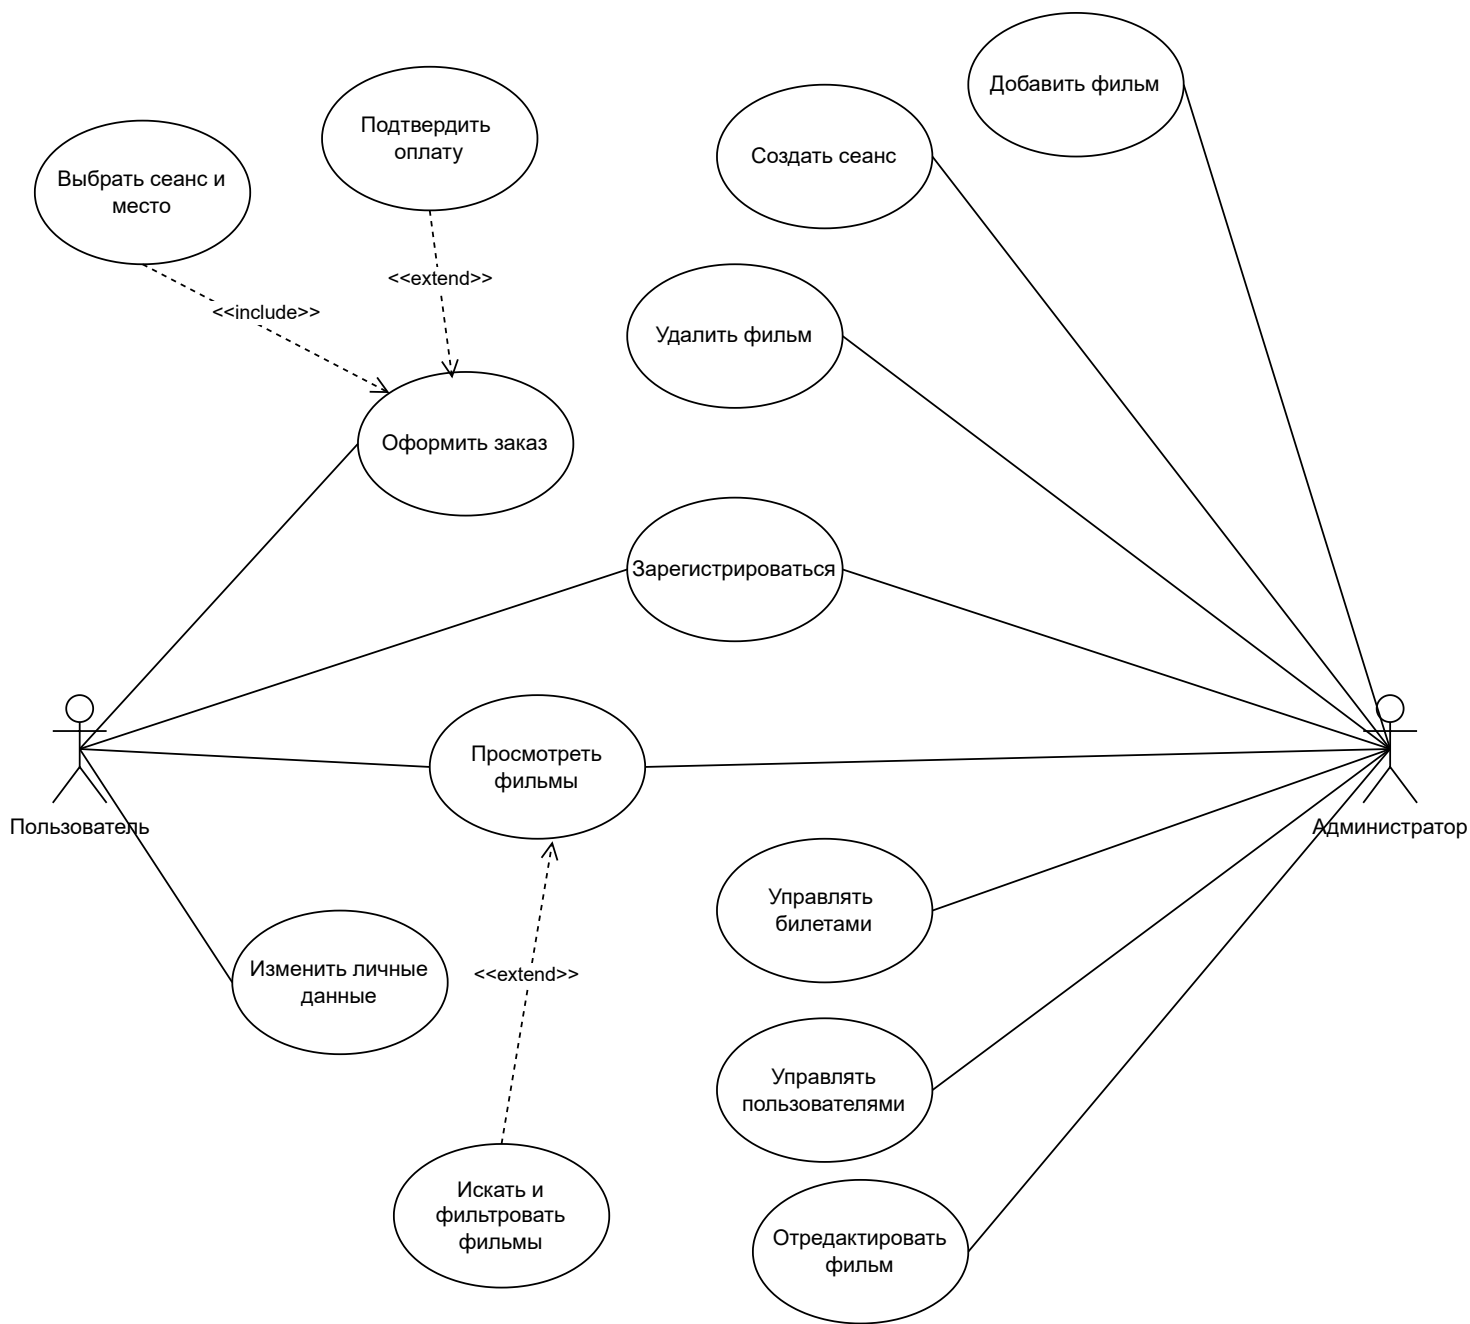 Добавить фильм
Подтвердить
оплату
Создать сеанс
Выбрать сеанс и
место
<<extend>>
<<include>>
Удалить фильм
Оформить заказ
Зарегистрироваться
Просмотреть
фильмы
Пользователь
Администратор
Управлять
билетами
Изменить личные
данные
<<extend>>
Управлять
пользователями
Искать и
фильтровать
фильмы
Отредактировать
фильм